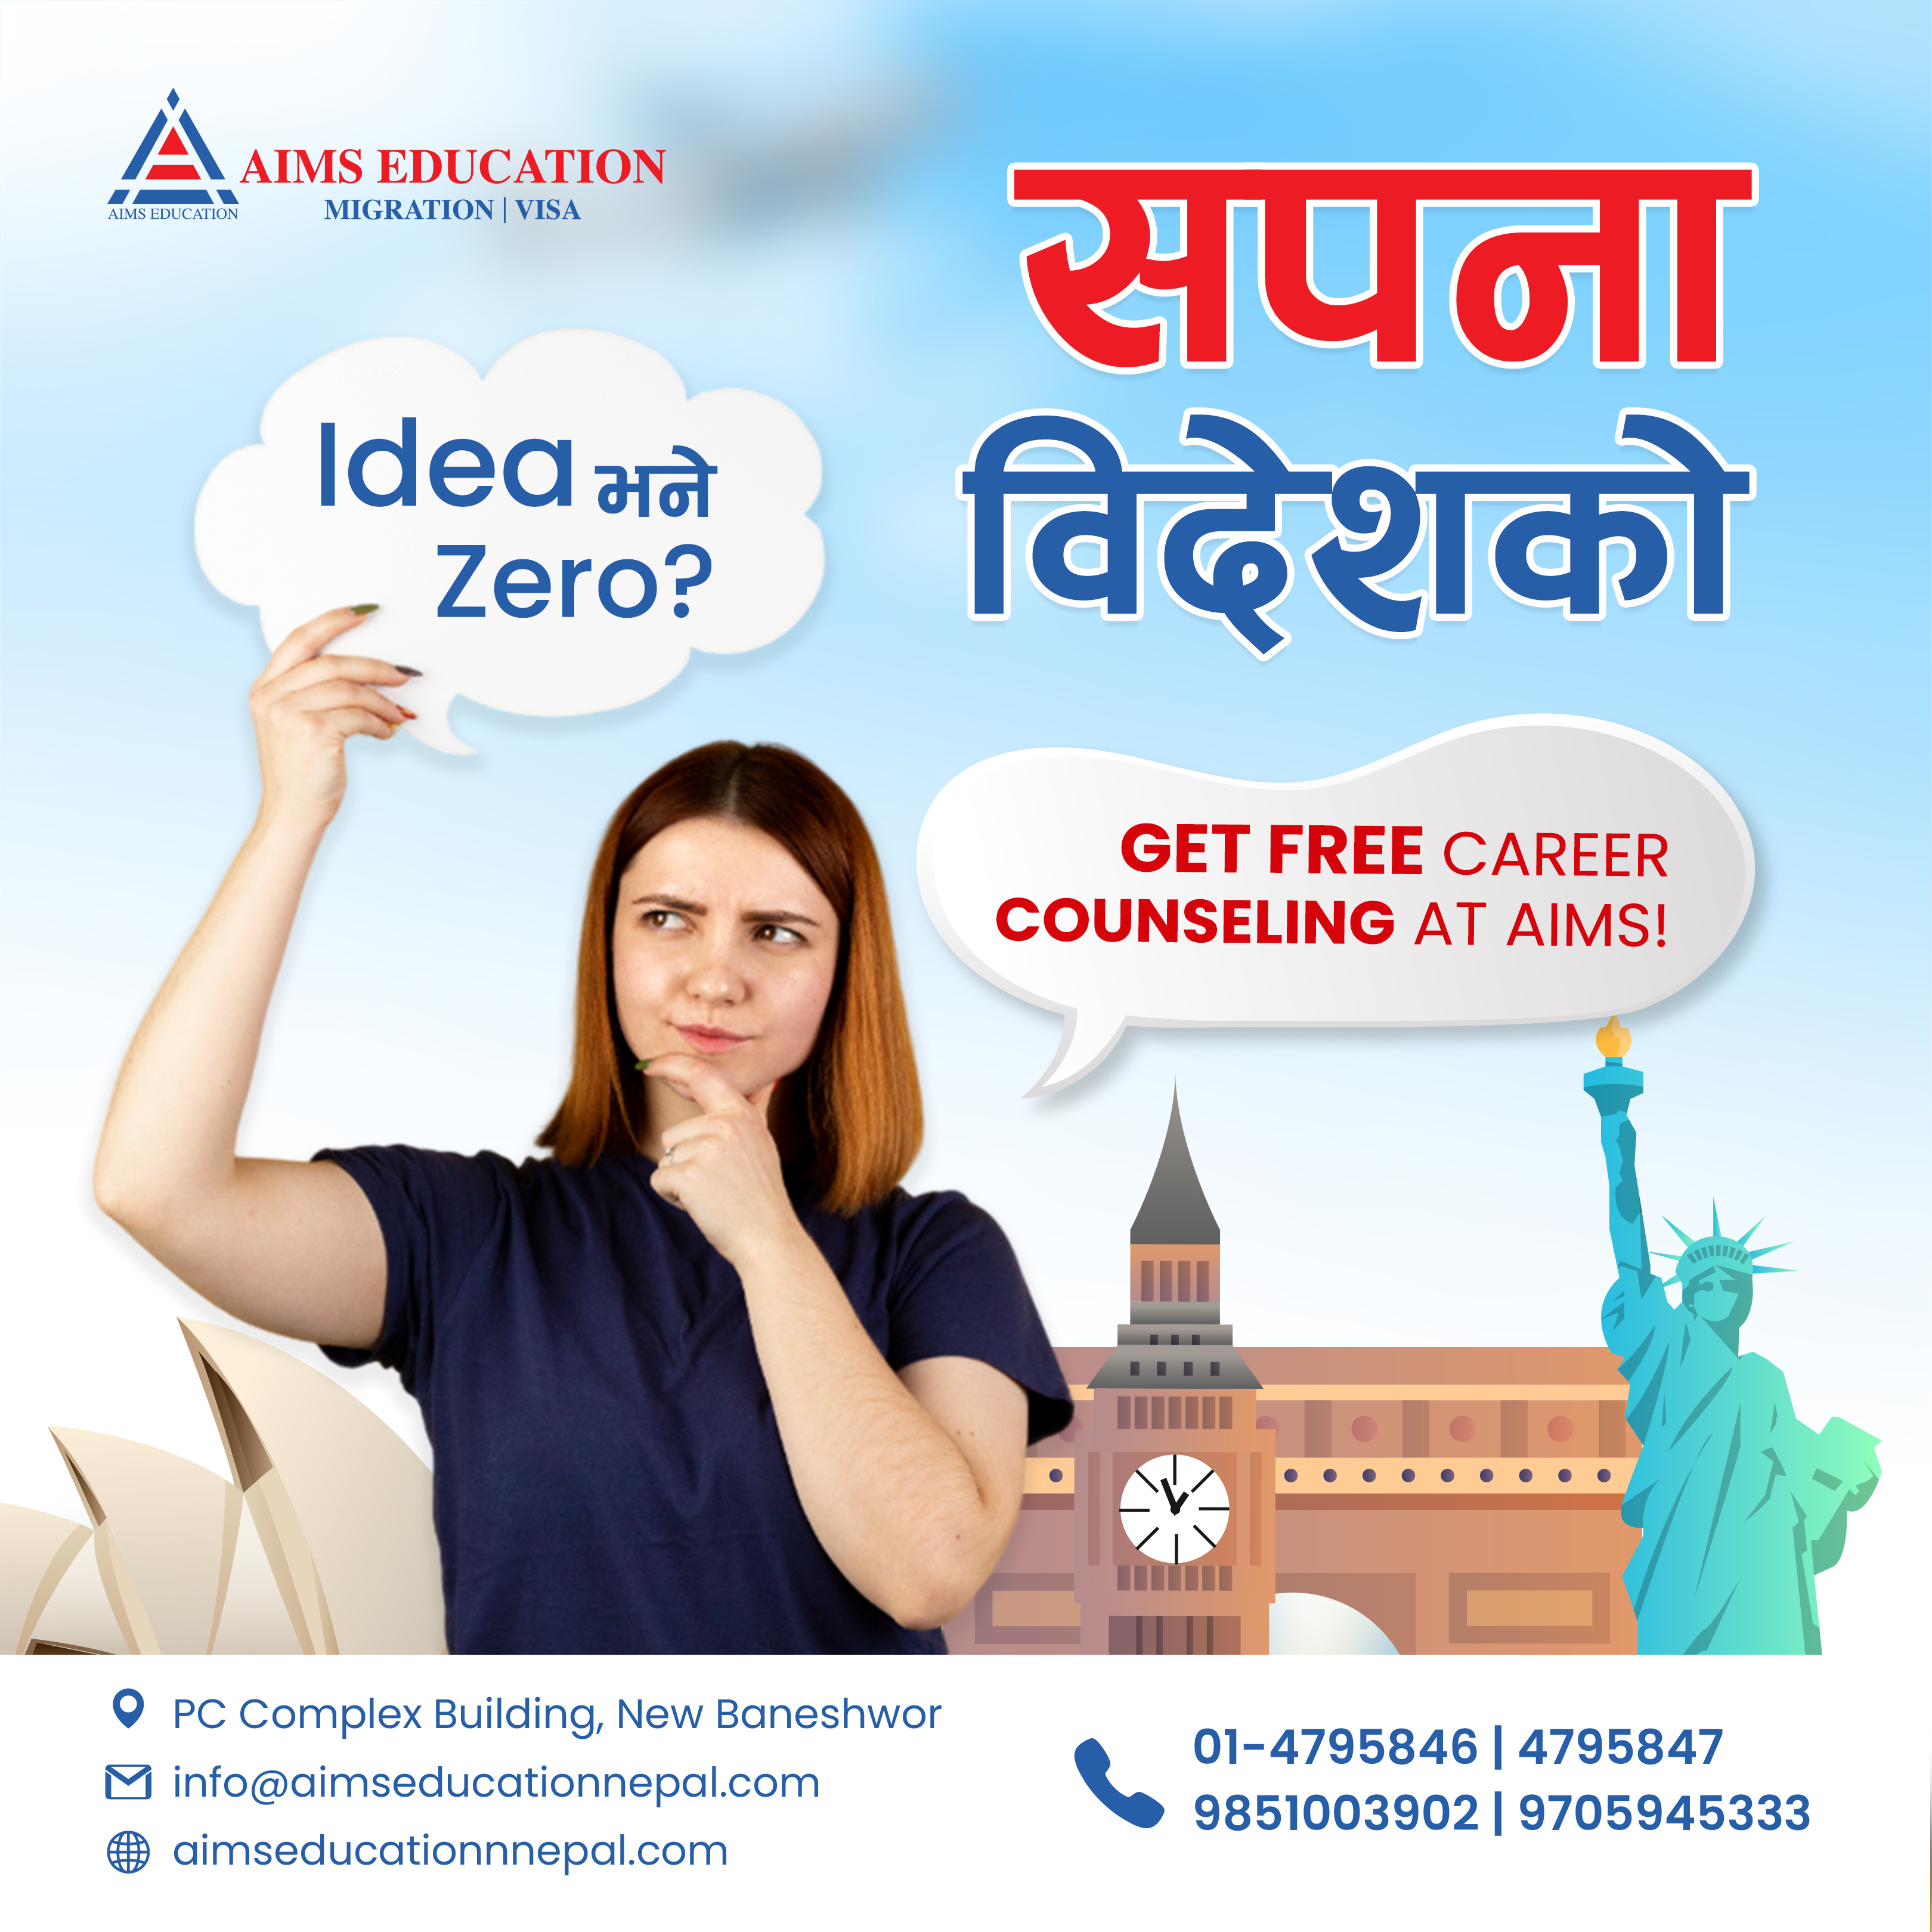 AIMS EDUCATION
AIMS EDUCATION
MIGRATION | VISA
सपना
विदेशको
Idea भने
Zero?
GET FREE CAREER
COUNSELING AT AIMS!
PC Complex Building, New Baneshwor
info@aimseducationnepal.com
aimseducationnnepal.com
01-4795846 | 4795847
9851003902 | 9705945333